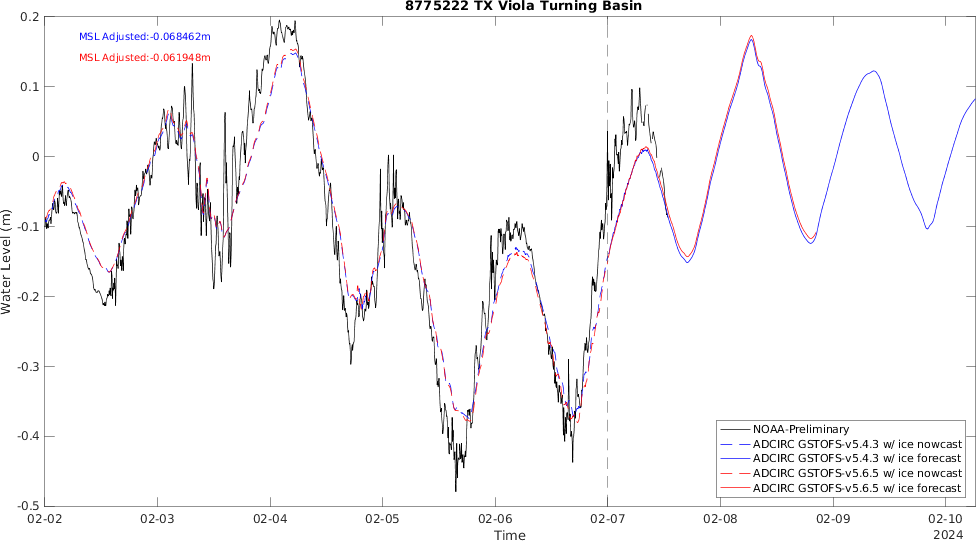 8775222 TX Viola Turning Basin
MSL Adjusted:-0.068462m
MSL Adjusted:-0.061948m
0.2
0.1
0
-0.1
-0.2
-0.3
-0.4
-0.5
Water Level (m)
NOAA-Preliminary
ADCIRC GSTOFS-v5.4.3 w/ ice nowcast
ADCIRC GSTOFS-v5.4.3 w/ ice forecast
ADCIRC GSTOFS-v5.6.5 w/ ice nowcast
ADCIRC GSTOFS-v5.6.5 w/ ice forecast
02-02 02-03 02-04 02-05 02-06 02-07 02-08 02-09 02-10
Time
2024